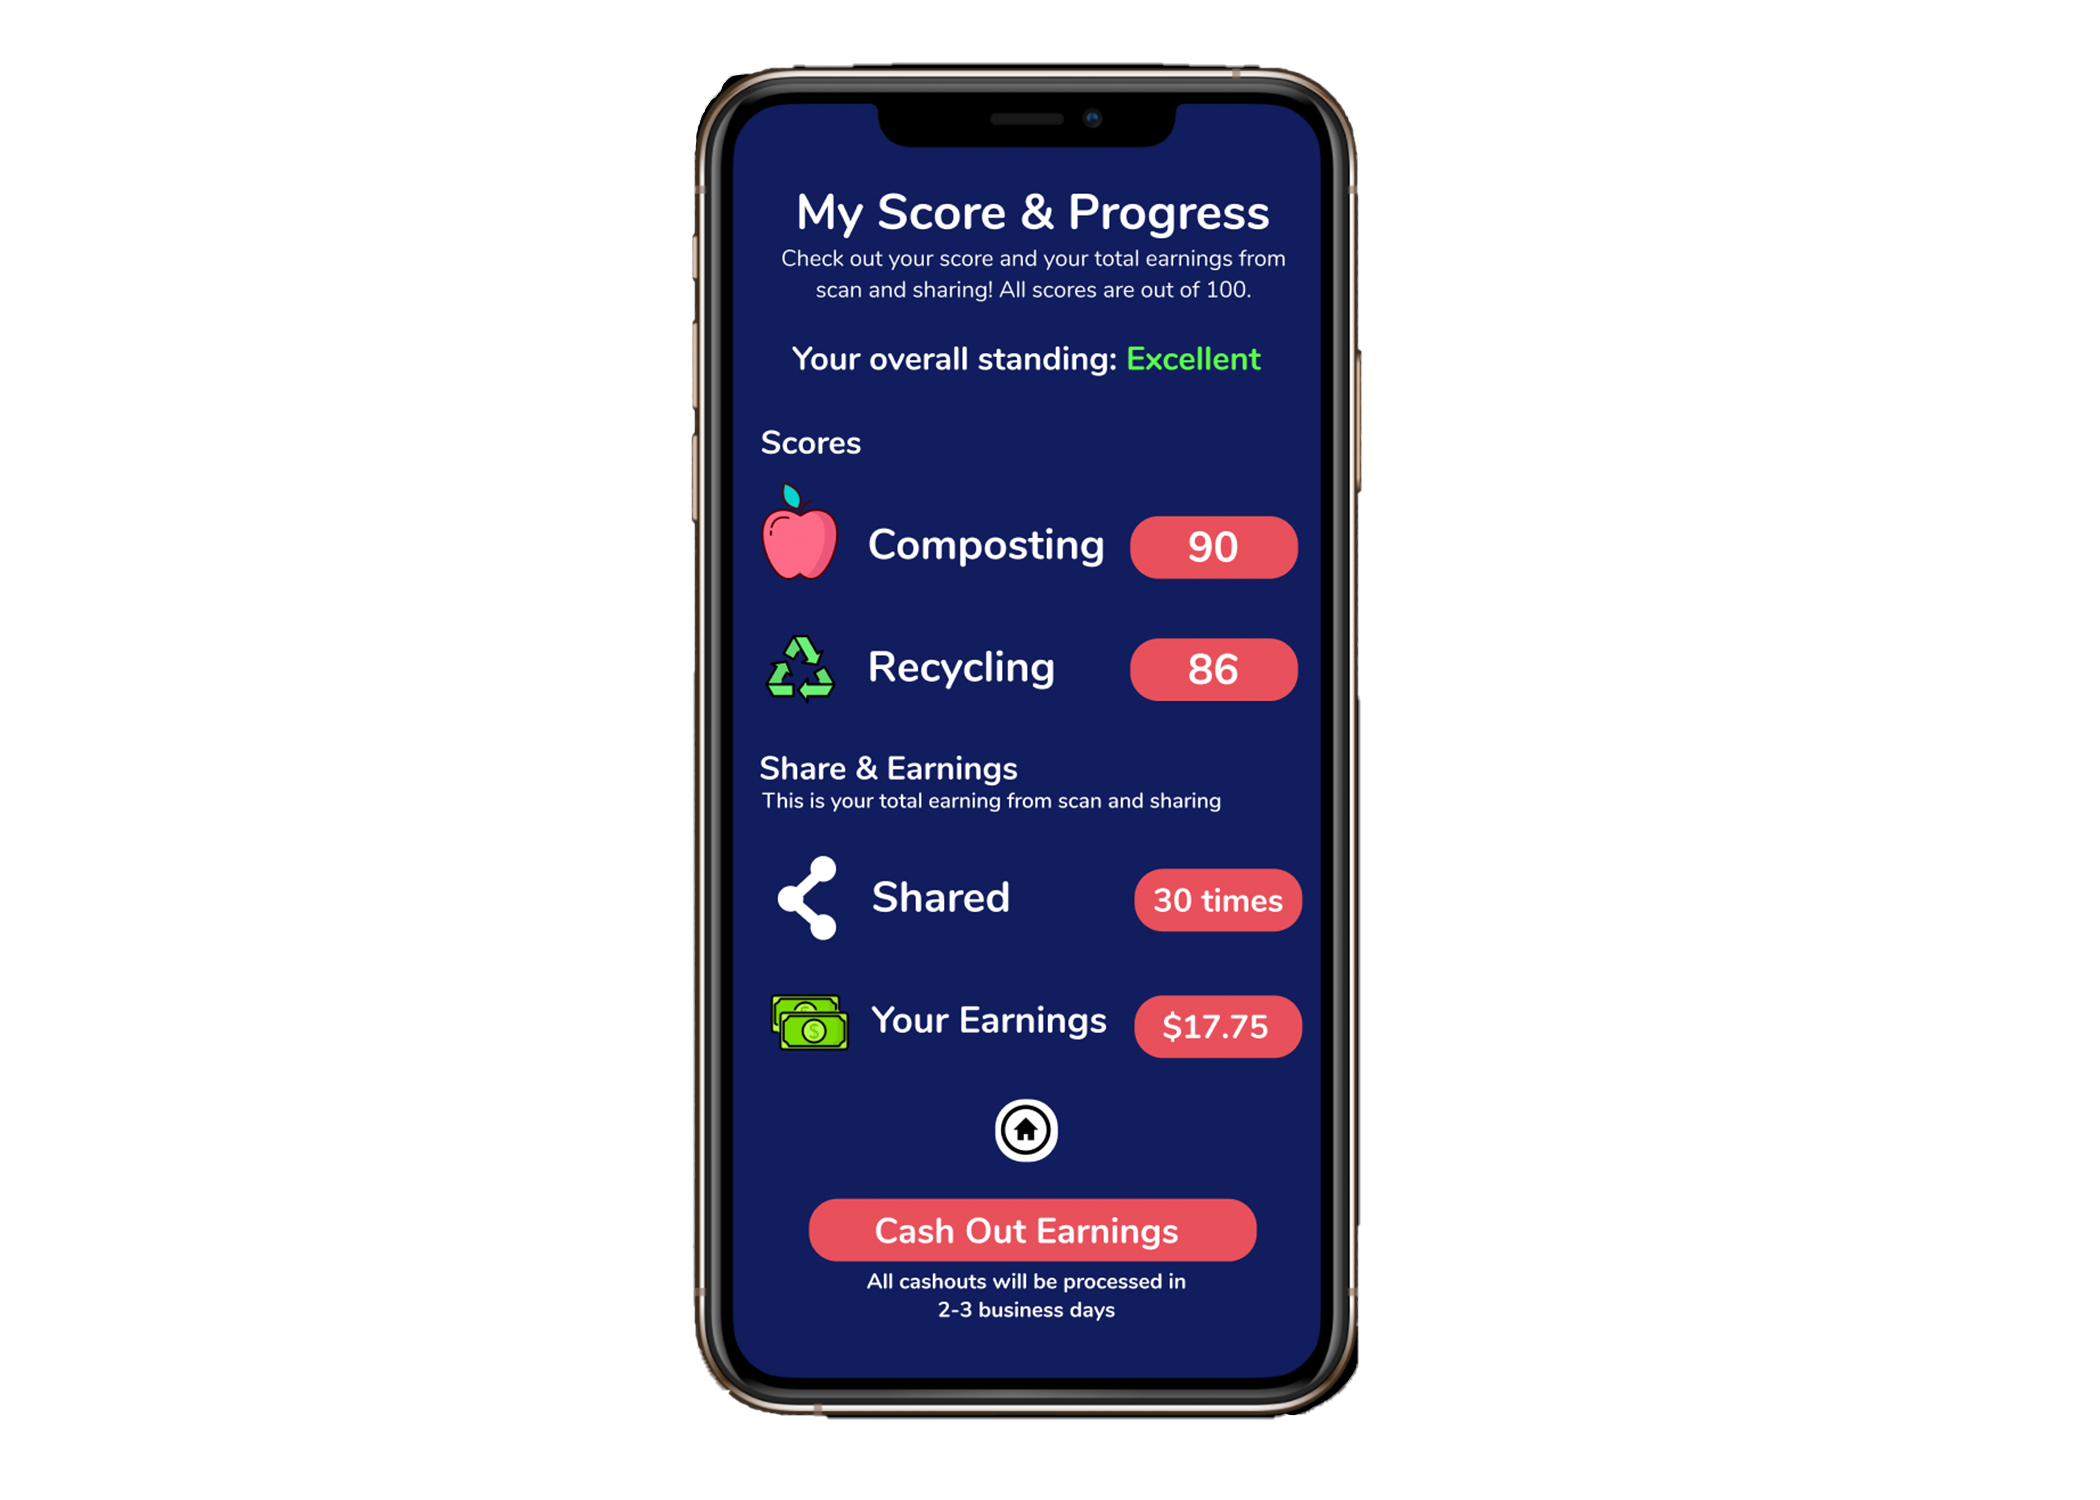 My Score & Progress
Check out your score and your total earnings from
scan and sharing! All scores are out of 100.
Your overall standing: Excellent
Scores
Composting 90
Recycling 86
Share & Earnings
This is your total earning from scan and sharing
Shared 30 times
Your Earnings $17.75
Cash Out Earnings
All cashouts will be processed in
2-3 business days